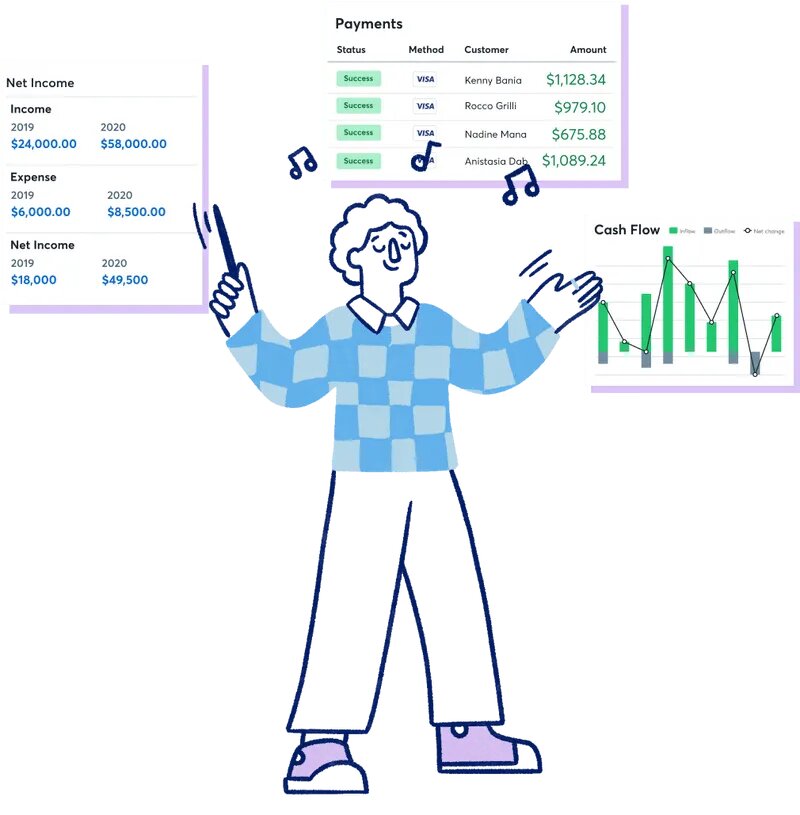 Payments
Status Method Customer Amount
Success VISA Kenny Bania $1,128.34
Success VISA Rocco Grilli $979.10
Success VISA Nadine Mana $675.88
Success Anistasia Dab $1,089.24
Net Income
Income
2019 2020
$24,000.00 $58,000.00
Expense
2019 2020
$6,000.00 $8,500.00
Net Income
2019 2020
$18,000 $49,500
Cash Flow Inflow Outflow Net change